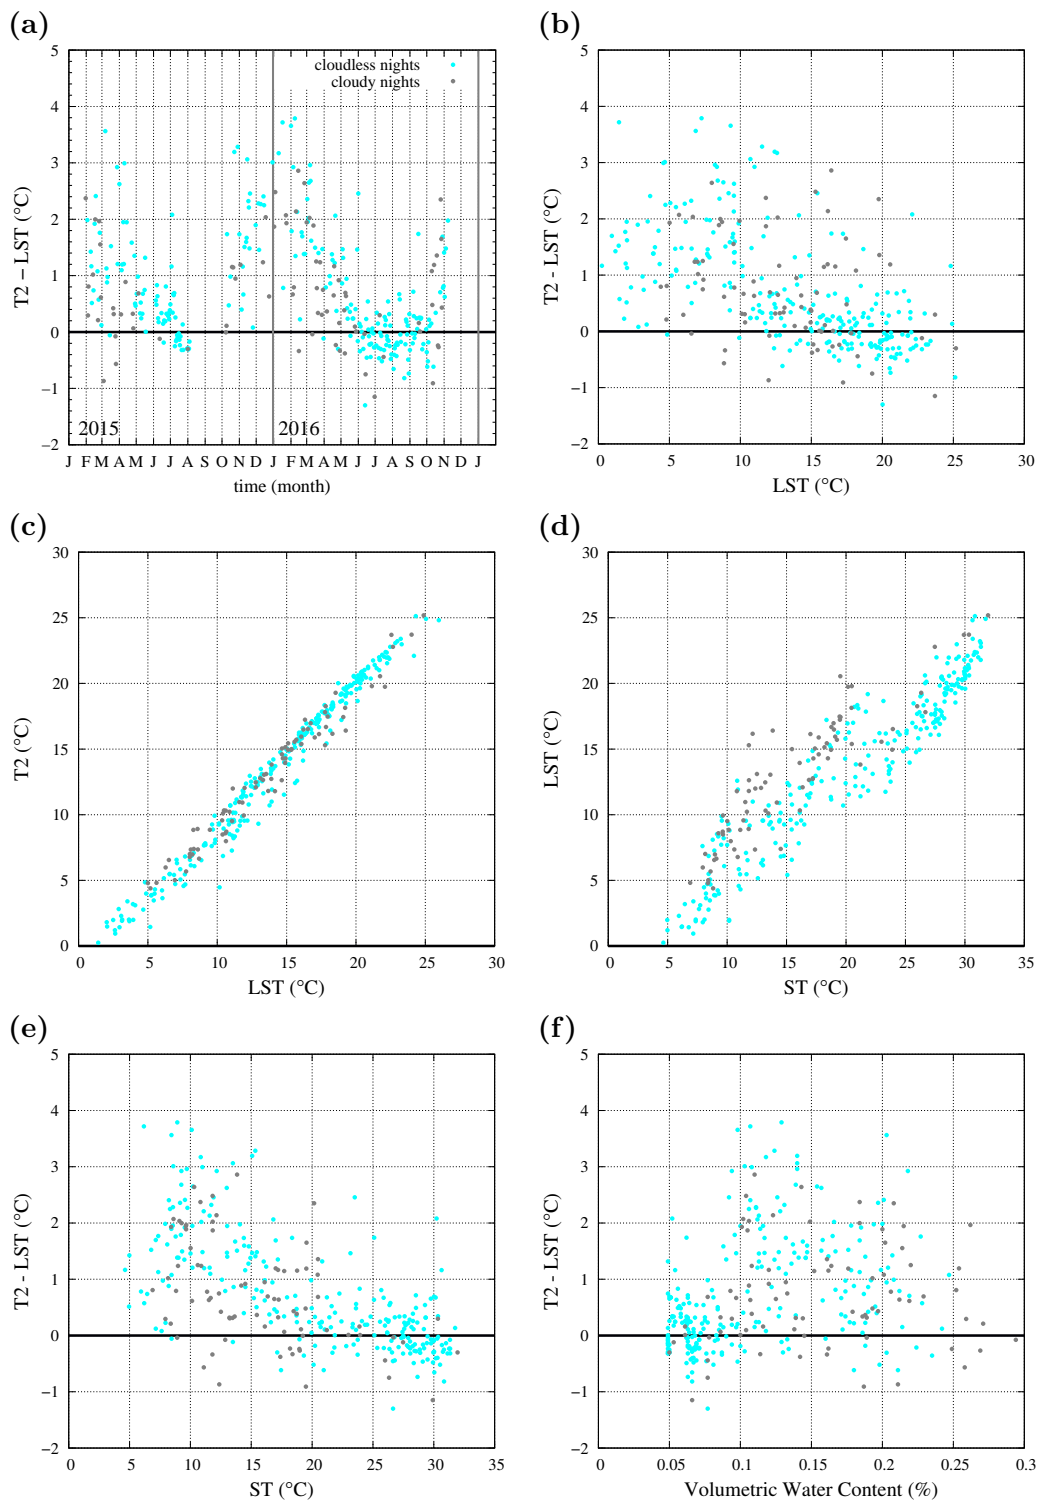 (a)
5
4
3
2
1
0
−1
−2
T2 − LST (°C)
cloudless nights
cloudy nights
2015
2016
J F M A M J J A S O N D J F M A M J J A S O N D J
time (month)
(b)
5
4
3
2
1
0
−1
−2
T2 - LST (°C)
0 5 10 15 20 25 30
LST (°C)
(c)
30
25
20
15
10
5
0
T2 (°C)
0 5 10 15 20 25 30
LST (°C)
(d)
30
25
20
15
10
5
0
LST (°C)
0 5 10 15 20 25 30 35
ST (°C)
(e)
5
4
3
2
1
0
−1
−2
T2 - LST (°C)
0 5 10 15 20 25 30 35
ST (°C)
(f)
5
4
3
2
1
0
−1
−2
T2 - LST (°C)
0 0.05 0.1 0.15 0.2 0.25 0.3
Volumetric Water Content (%)